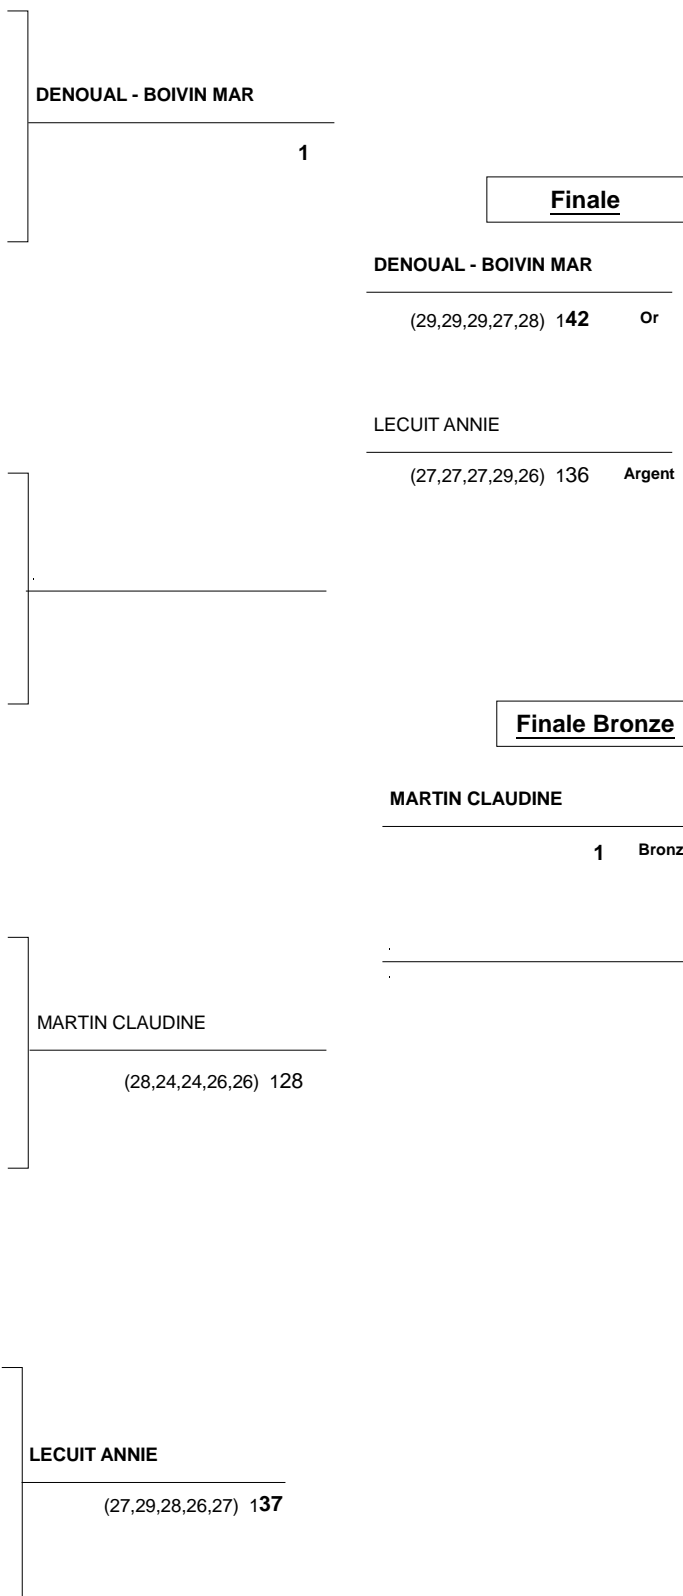 DENOUAL - BOIVIN MAR
1
Finale
DENOUAL - BOIVIN MAR
(29,29,29,27,28) 142 Or
LECUIT ANNIE
(27,27,27,29,26) 136 Argent
.
Finale Bronze
MARTIN CLAUDINE
1 Bronz
.
.
MARTIN CLAUDINE
(28,24,24,26,26) 128
LECUIT ANNIE
(27,29,28,26,27) 137